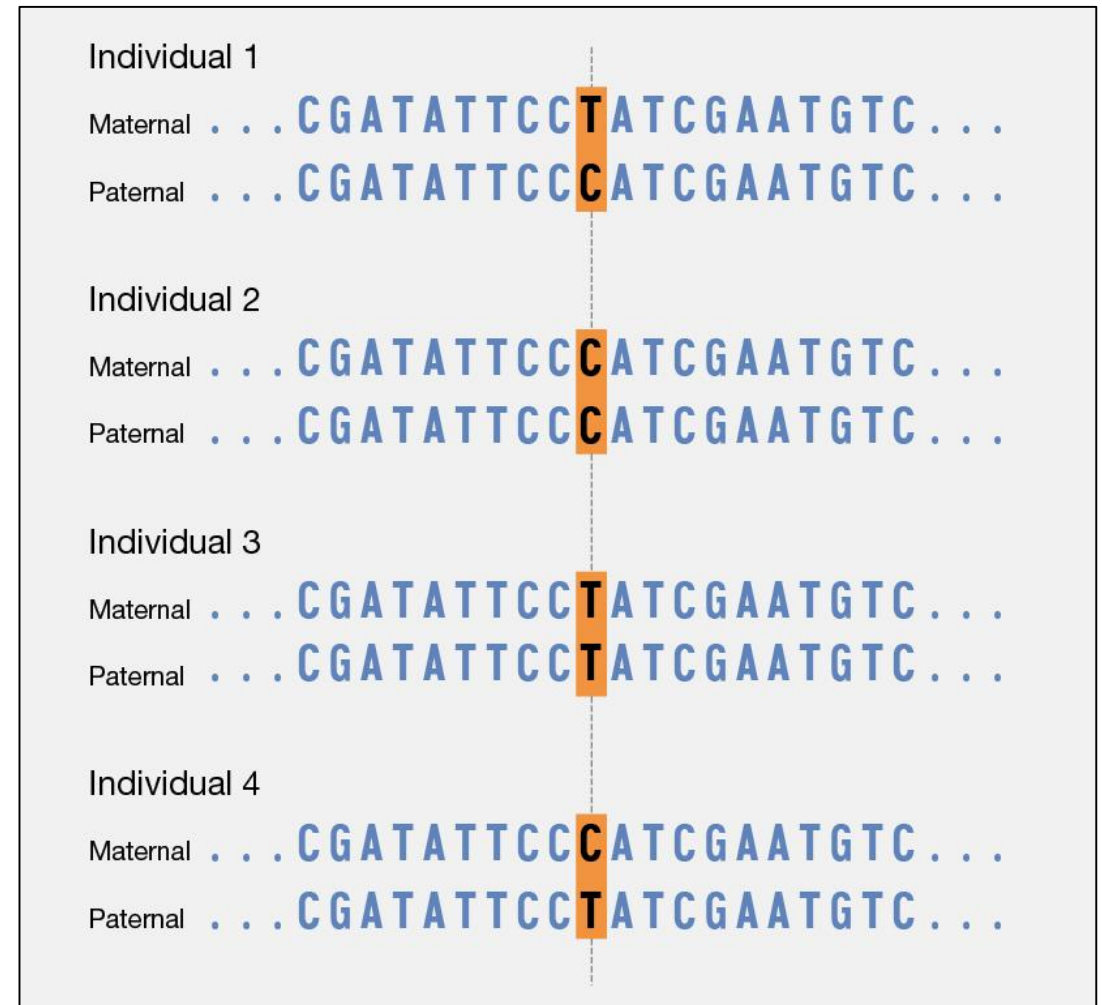 Individual 1
Maternal . . . CGATATTCCTATCGAATGTC . . .
Paternal . . . CGATATTCCCATCGAATGTC . . .
Individual 2
Maternal . . . CGATATTCCCATCGAATGTC . . .
Paternal . . . CGATATTCCCATCGAATGTC . . .
Individual 3
Maternal . . . CGATATTCCTATCGAATGTC . . .
Paternal . . . CGATATTCCTATCGAATGTC . . .
Individual 4
Maternal . . . CGATATTCCCATCGAATGTC . . .
Paternal . . . CGATATTCCTATCGAATGTC . . .